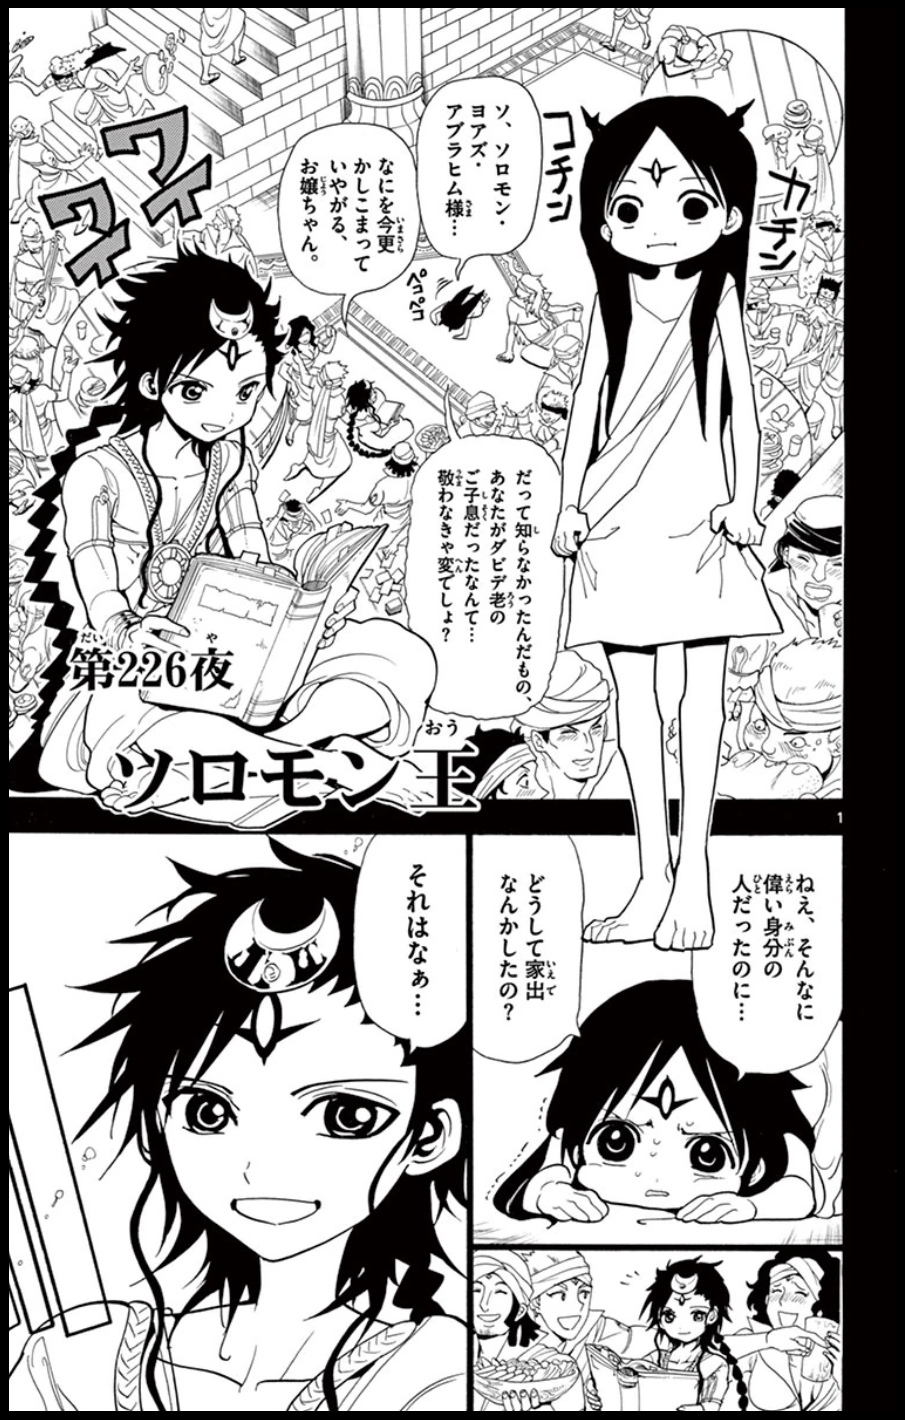 カチン
コチン
ソ、ソロモン・
ヨアズ・
アブラヒム様…
ペコペコ
なにを今更
かしこまって
いやがる、
お嬢ちゃん。
ワイ
ワイ
だって知らなかったんだもの、
あなたがダビデ老の
ご子息だったなんて…
敬わなきゃ変でしょ？
第226夜
ソロモン王
1
ねえ、そんなに
偉い身分の
人だったのに…
どうして家出
なんかしたの？
それはなぁ…